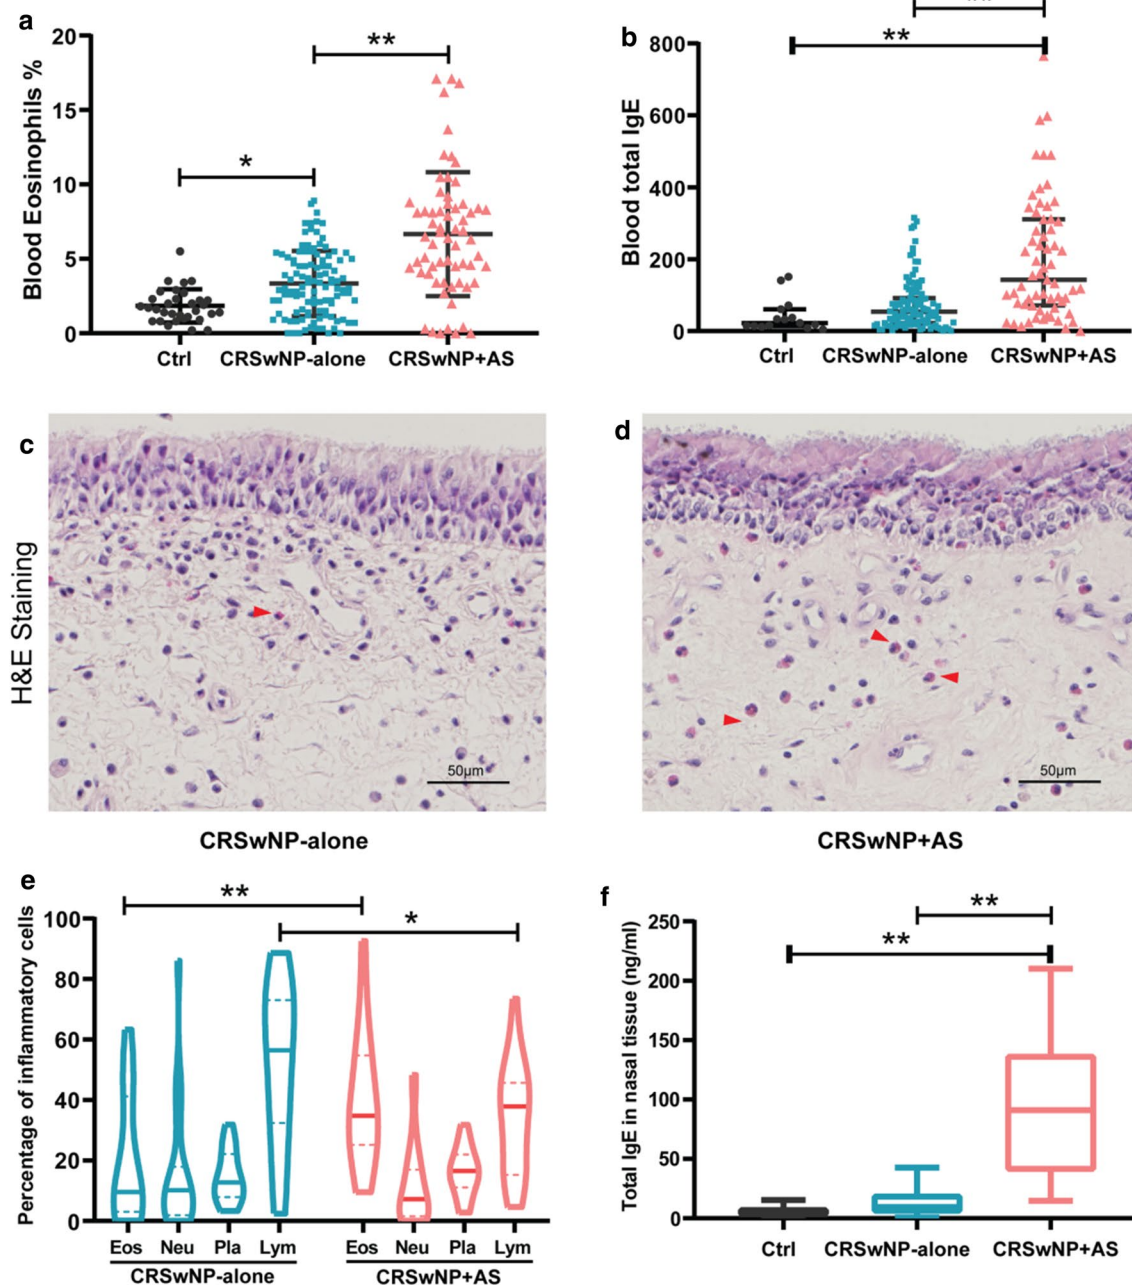 a
**
*
Blood Eosinophils %
20
15
10
5
0
Ctrl CRSwNP-alone CRSwNP+AS
b
**
Blood total IgE
800
600
400
200
0
Ctrl CRSwNP-alone CRSwNP+AS
c
H&E Staining
50μm
CRSwNP-alone
d
50μm
CRSwNP+AS
e
**
*
Percentage of inflammatory cells
100
80
60
40
20
0
Eos Neu Pla Lym Eos Neu Pla Lym
CRSwNP-alone CRSwNP+AS
f
**
**
Total IgE in nasal tissue (ng/ml)
250
200
150
100
50
0
Ctrl CRSwNP-alone CRSwNP+AS